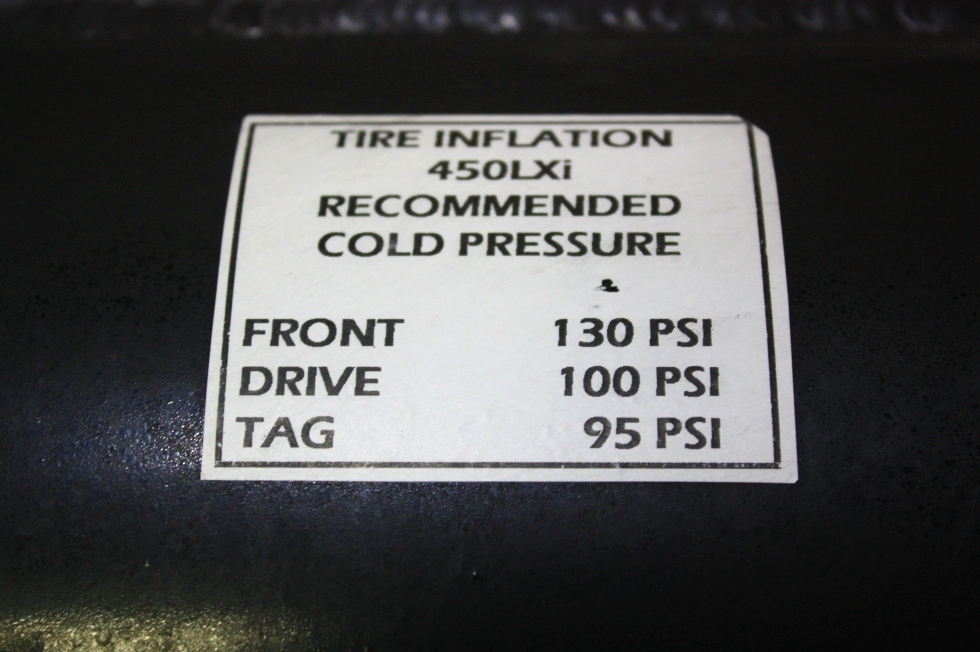 TIRE INFLATION
450LXi
RECOMMENDED
COLD PRESSURE
FRONT 130 PSI
DRIVE 100 PSI
TAG 95 PSI